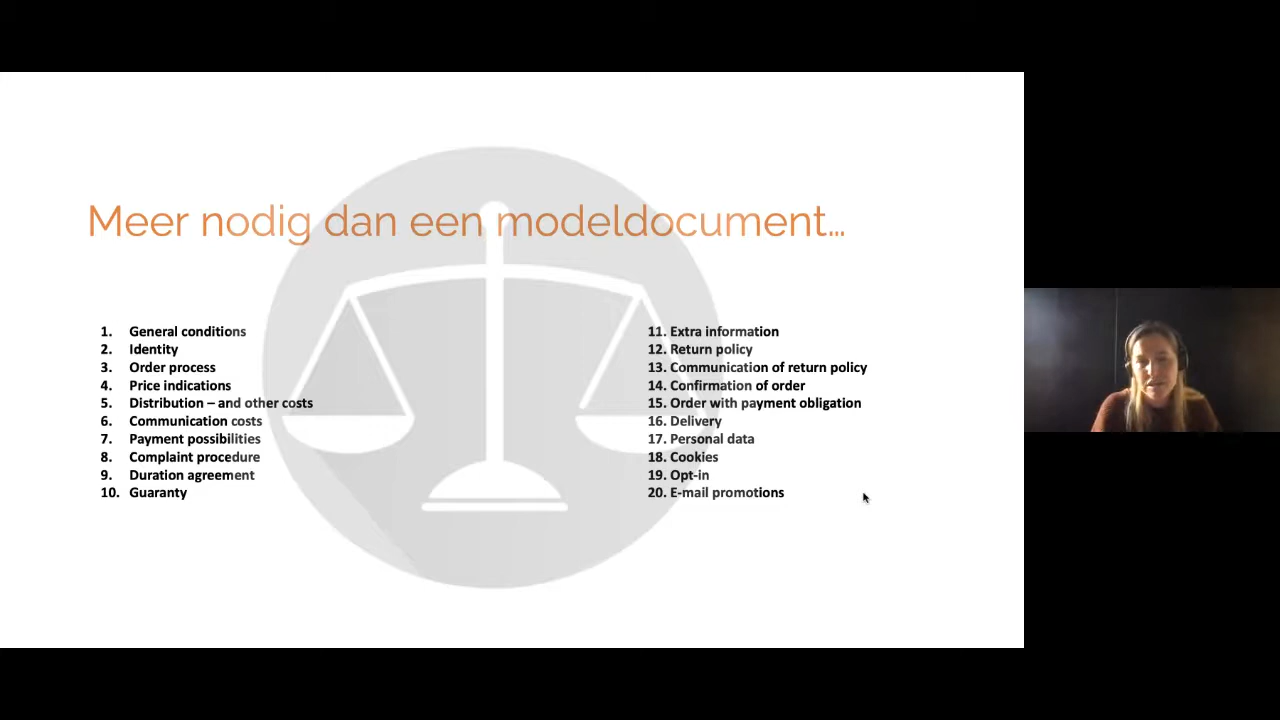 Meer nodig dan een modeldocument...
1. General conditions
2. Identity
3. Order process
4. Price indications
5. Distribution – and other costs
6. Communication costs
7. Payment possibilities
8. Complaint procedure
9. Duration agreement
10. Guaranty
11. Extra information
12. Return policy
13. Communication of return policy
14. Confirmation of order
15. Order with payment obligation
16. Delivery
17. Personal data
18. Cookies
19. Opt-in
20. E-mail promotions